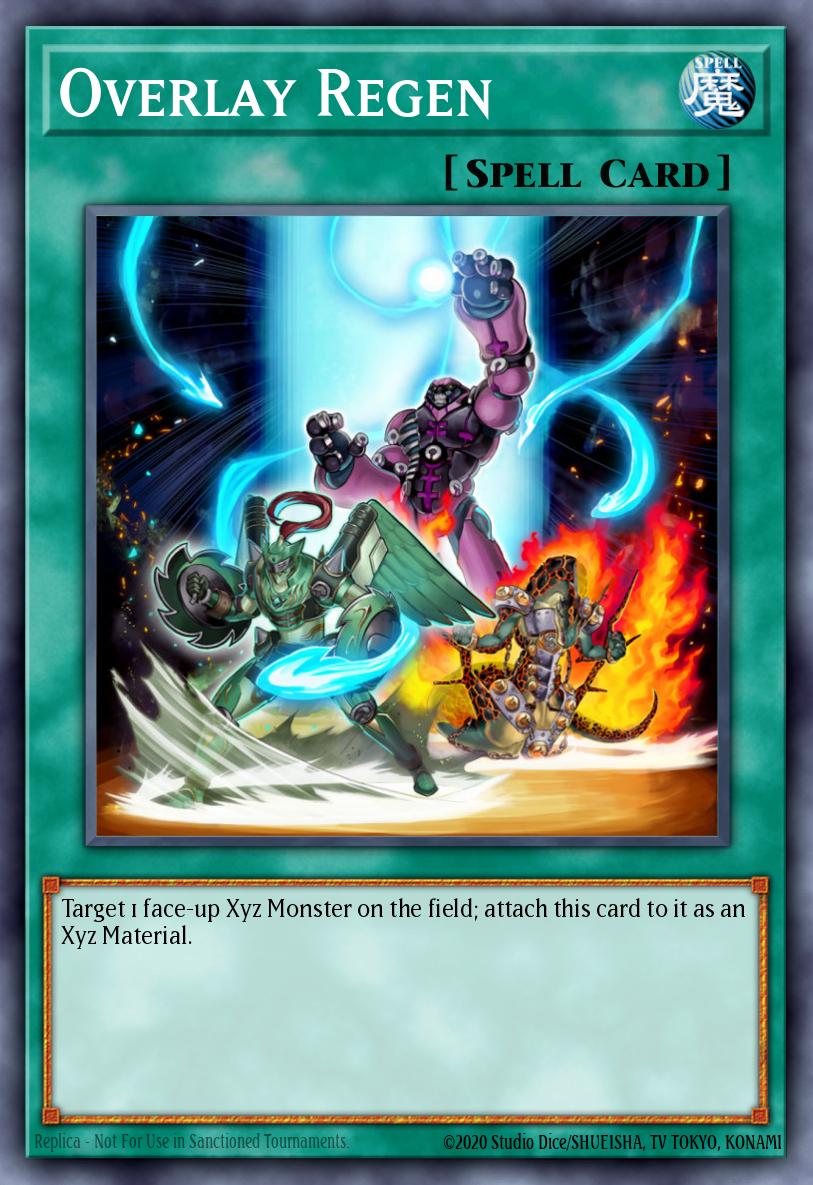 Overlay Regen
SPELL
魔
[ Spell Card ]
Target 1 face-up Xyz Monster on the field; attach this card to it as an
Xyz Material.
Replica - Not For Use in Sanctioned Tournaments.
©2020 Studio Dice/SHUEISHA, TV TOKYO, KONAMI